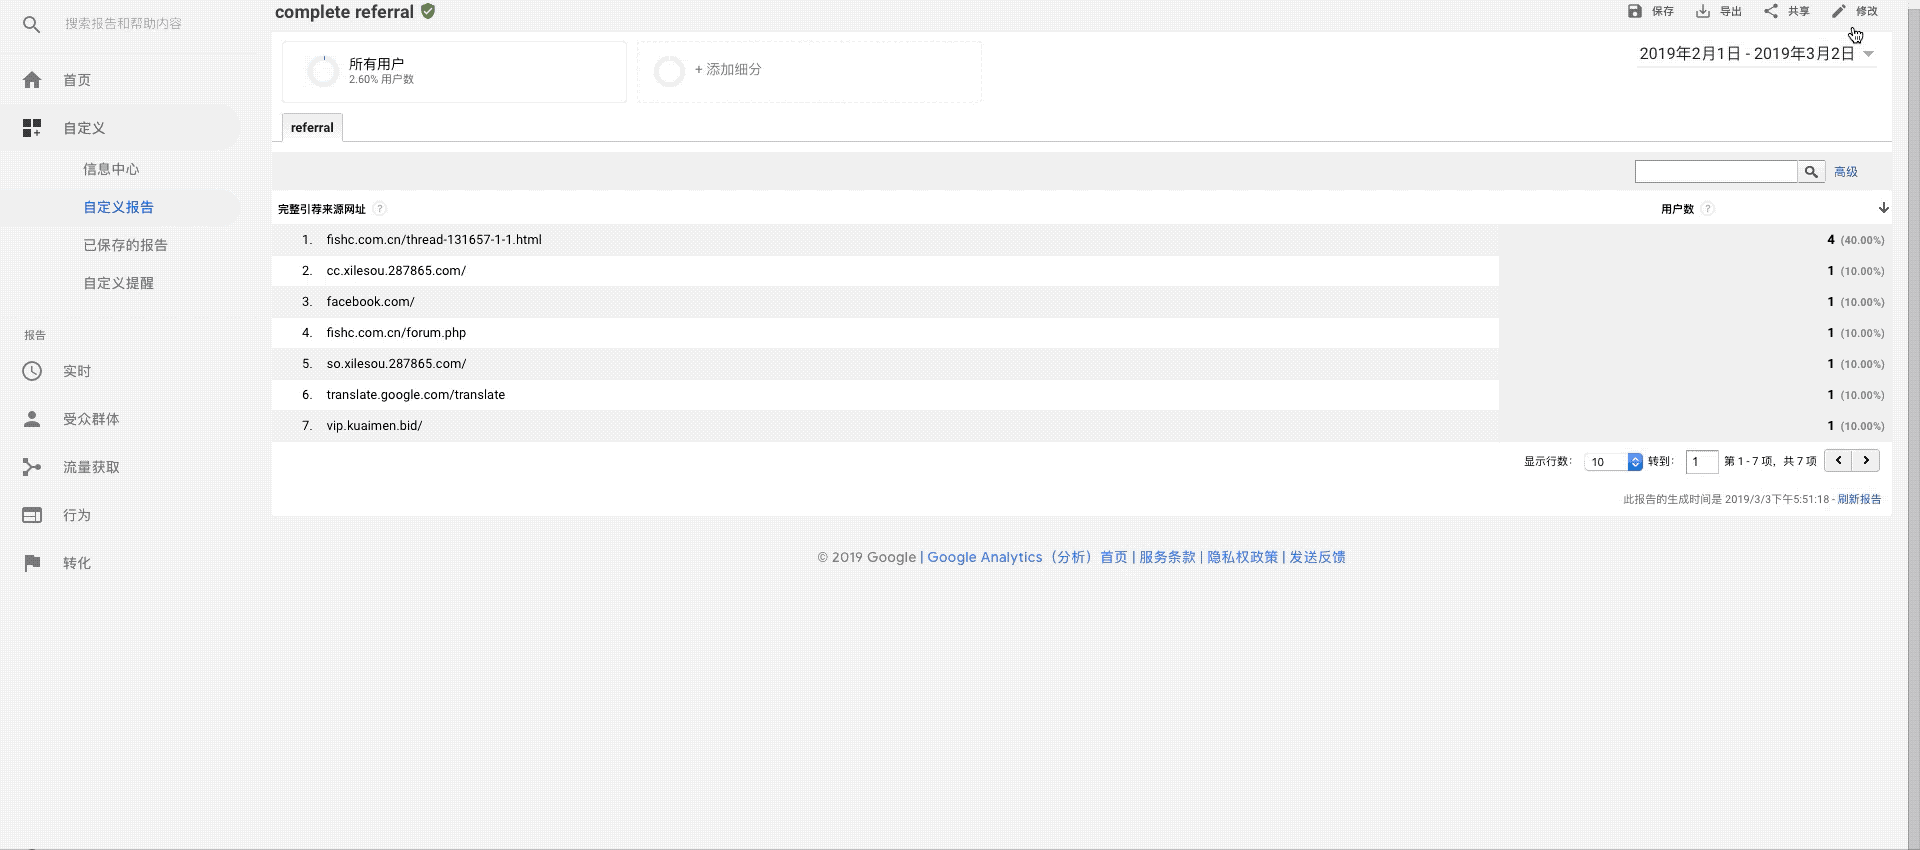 complete referral
保存 导出 共享 修改
搜索报告和帮助内容
首页
自定义
信息中心
自定义报告
已保存的报告
自定义提醒
报告
实时
受众群体
流量获取
行为
转化
所有用户
2.60% 用户数
+ 添加细分
2019年2月1日 - 2019年3月2日
referral
高级
完整引荐来源网址 ? 用户数 ?
1. fishc.com.cn/thread-131657-1-1.html 4 (40.00%)
2. cc.xilesou.287865.com/ 1 (10.00%)
3. facebook.com/ 1 (10.00%)
4. fishc.com.cn/forum.php 1 (10.00%)
5. so.xilesou.287865.com/ 1 (10.00%)
6. translate.google.com/translate 1 (10.00%)
7. vip.kuaimen.bid/ 1 (10.00%)
显示行数: 10 转到: 1 第 1 - 7 项，共 7 项
此报告的生成时间是 2019/3/3下午5:51:18 - 刷新报告
© 2019 Google | Google Analytics（分析）首页 | 服务条款 | 隐私权政策 | 发送反馈